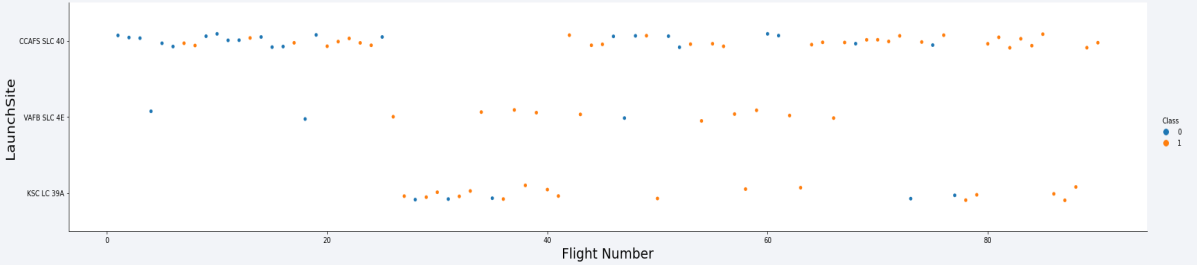 LaunchSite
CCAFS SLC 40
VAFB SLC 4E
KSC LC 39A
0 20 40 60 80
Flight Number
Class
0
1